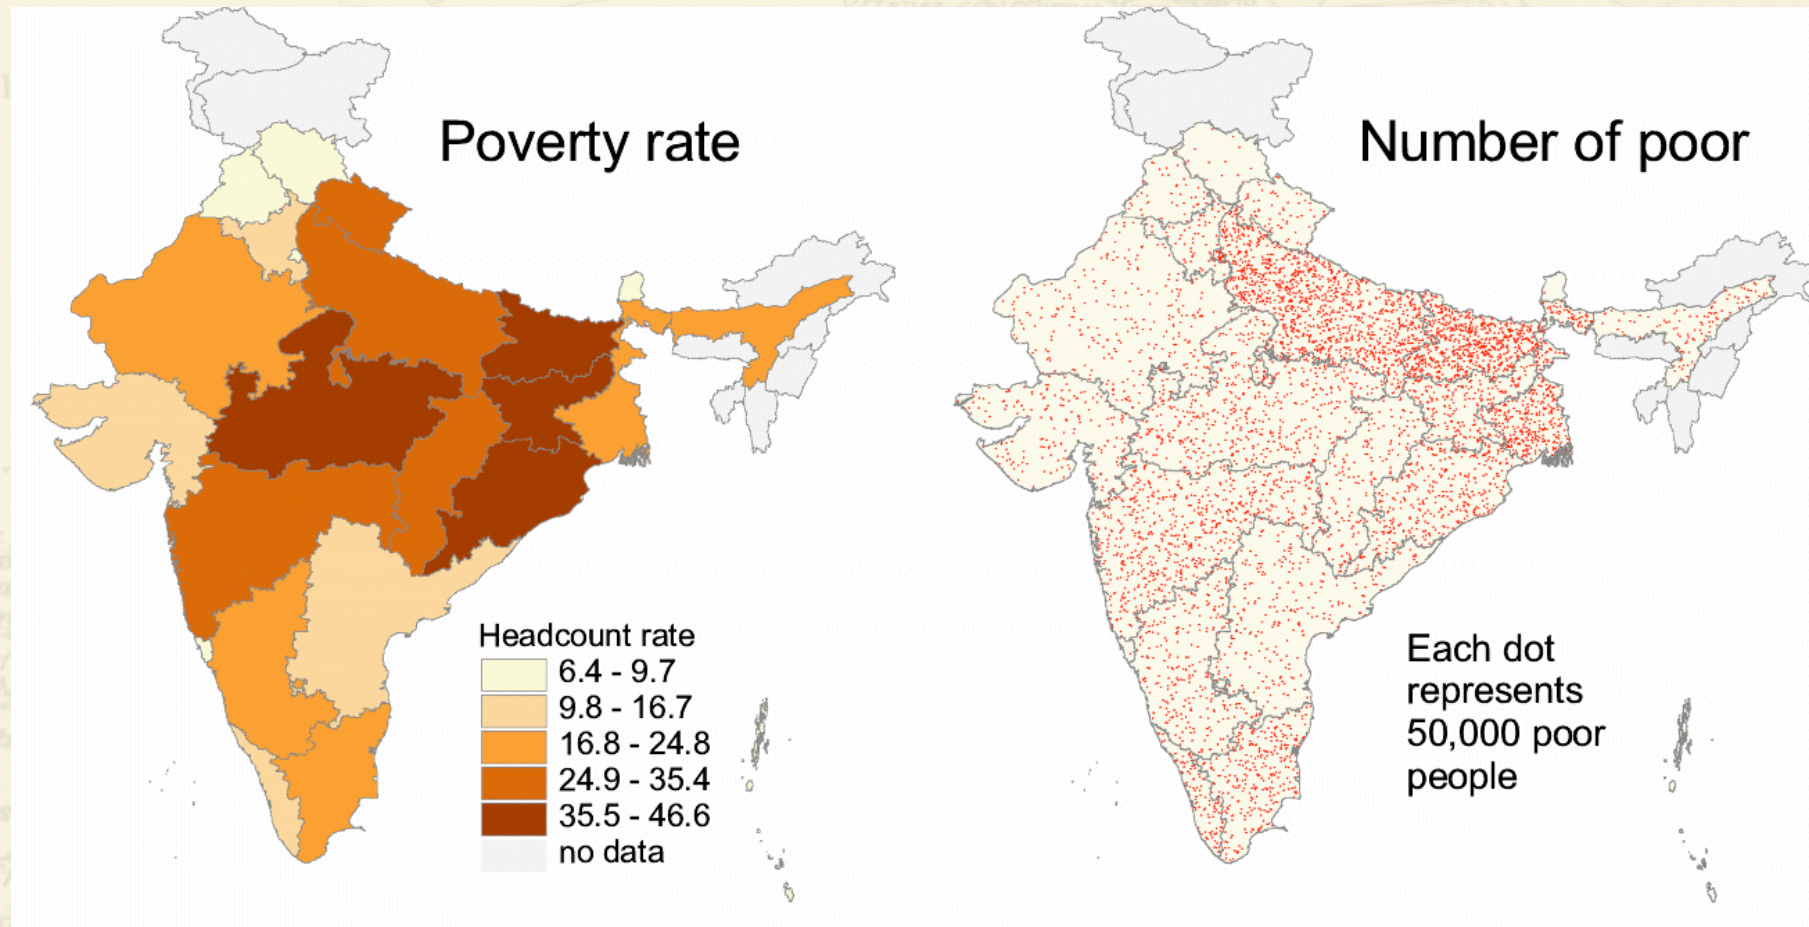 Poverty rate
Headcount rate
6.4 - 9.7
9.8 - 16.7
16.8 - 24.8
24.9 - 35.4
35.5 - 46.6
no data
Number of poor
Each dot
represents
50,000 poor
people